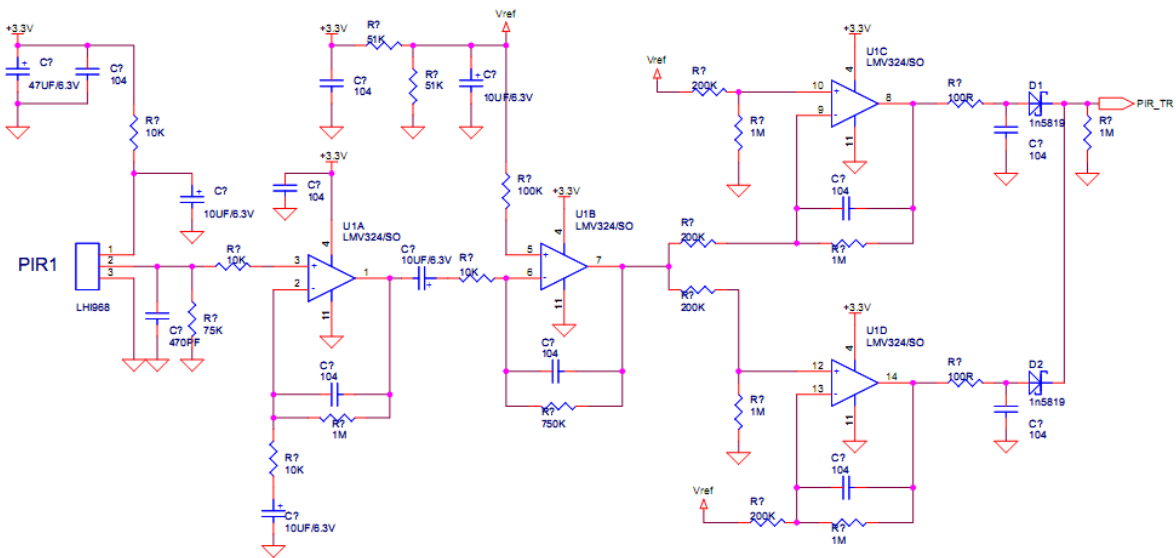 +3.3V
C?
47UF/6.3V
C?
104
R?
10K
C?
10UF/6.3V
PIR1
1
2
3
LHI968
C?
470PF
R?
75K
R?
10K
+3.3V
C?
104
R?
51K
R?
51K
C?
10UF/6.3V
Vref
+3.3V
C?
104
U1A
LMV324/SO
3
2
4
11
1
C?
104
R?
1M
R?
10K
C?
10UF/6.3V
C?
10UF/6.3V
R?
10K
R?
100K
+3.3V
U1B
LMV324/SO
5
6
4
11
7
C?
104
R?
750K
R?
200K
R?
200K
Vref
R?
200K
R?
1M
+3.3V
U1C
LMV324/SO
10
9
4
11
8
C?
104
R?
1M
R?
100R
C?
104
D1
1n5819
R?
1M
PIR_TR
R?
1M
+3.3V
U1D
LMV324/SO
12
13
4
11
14
C?
104
R?
1M
Vref
R?
200K
R?
100R
C?
104
D2
1n5819